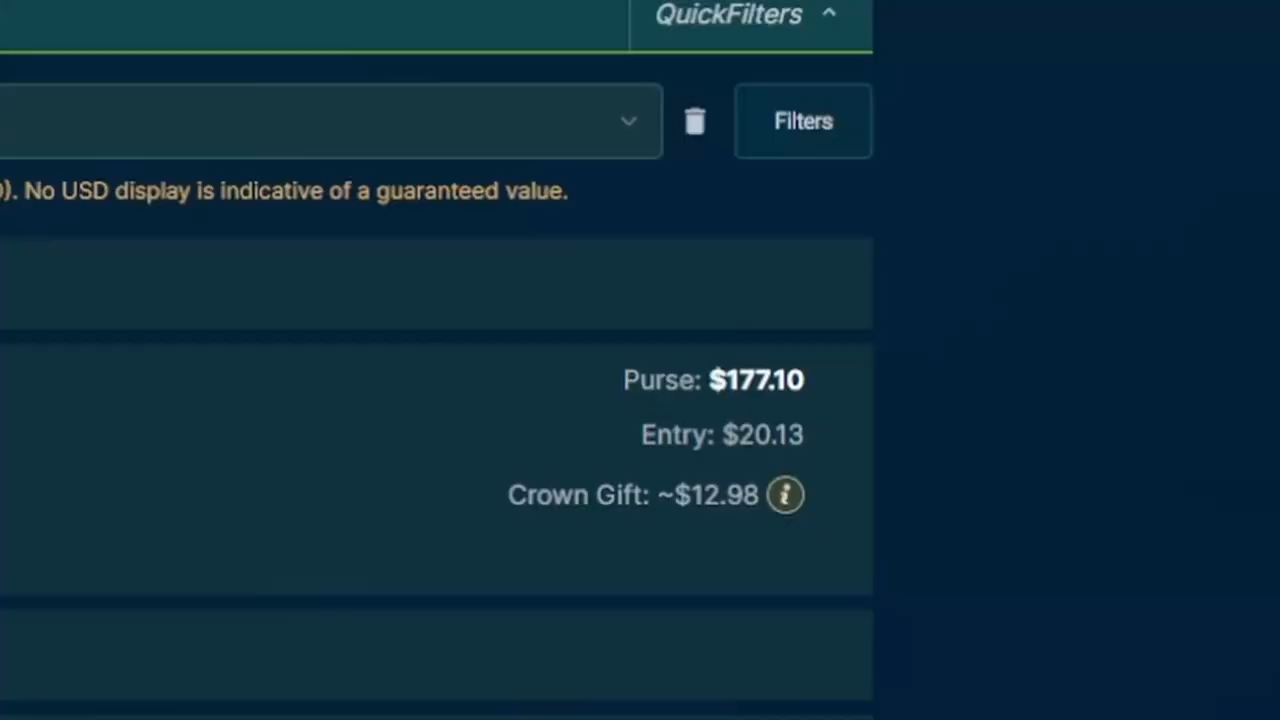 QuickFilters
Filters
). No USD display is indicative of a guaranteed value.
Purse: $177.10
Entry: $20.13
Crown Gift: ~$12.98 i